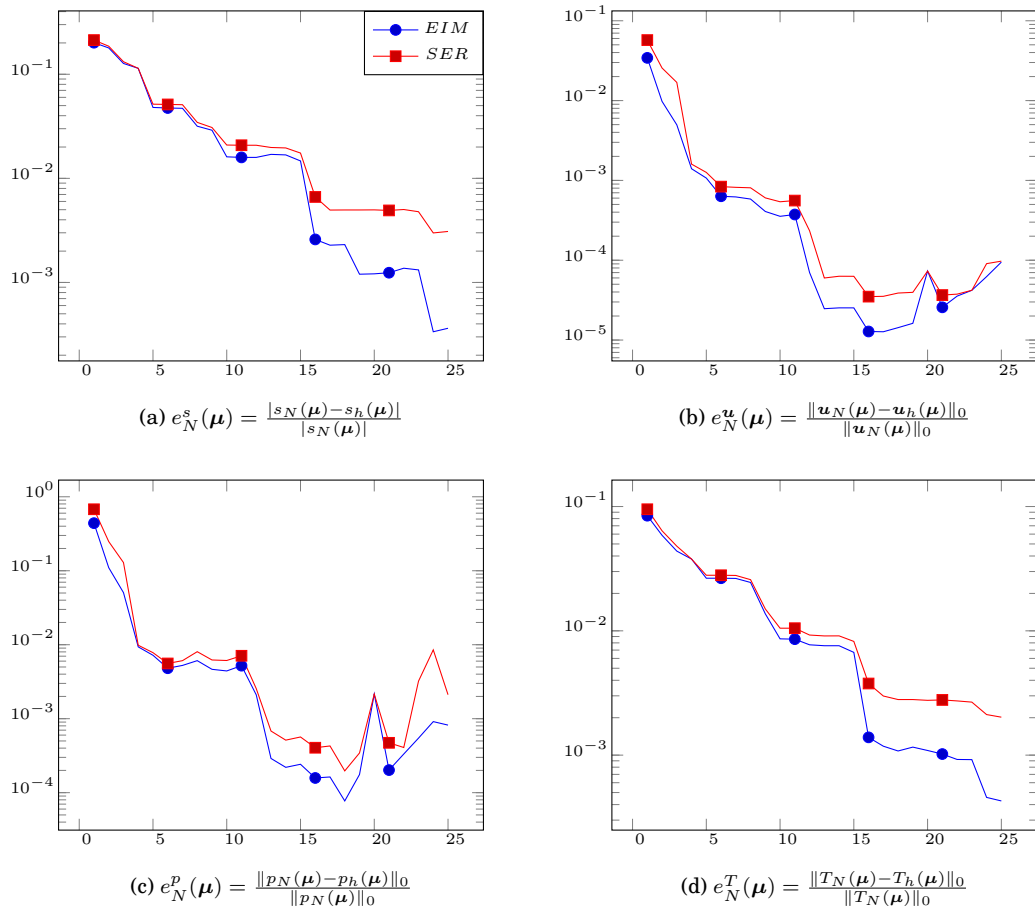 EIM
SER
10^{-1}
10^{-2}
10^{-3}
0 5 10 15 20 25
(a) e_N^s(μ) = |s_N(μ)−s_h(μ)| / |s_N(μ)|
10^{-1}
10^{-2}
10^{-3}
10^{-4}
10^{-5}
0 5 10 15 20 25
(b) e_N^u(μ) = ‖u_N(μ)−u_h(μ)‖_0 / ‖u_N(μ)‖_0
10^0
10^{-1}
10^{-2}
10^{-3}
10^{-4}
0 5 10 15 20 25
(c) e_N^p(μ) = ‖p_N(μ)−p_h(μ)‖_0 / ‖p_N(μ)‖_0
10^{-1}
10^{-2}
10^{-3}
0 5 10 15 20 25
(d) e_N^T(μ) = ‖T_N(μ)−T_h(μ)‖_0 / ‖T_N(μ)‖_0